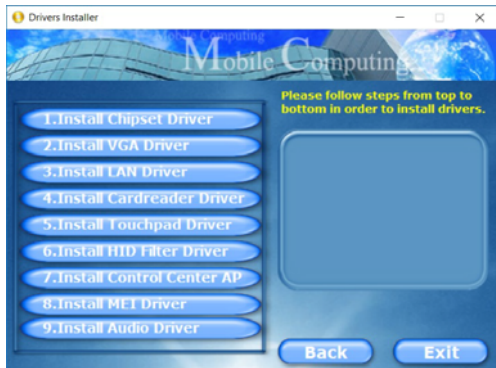 Drivers Installer
Mobile Computing
Mobile Computing
Please follow steps from top to
bottom in order to install drivers.
1.Install Chipset Driver
2.Install VGA Driver
3.Install LAN Driver
4.Install Cardreader Driver
5.Install Touchpad Driver
6.Install HID Filter Driver
7.Install Control Center AP
8.Install MEI Driver
9.Install Audio Driver
Back
Exit